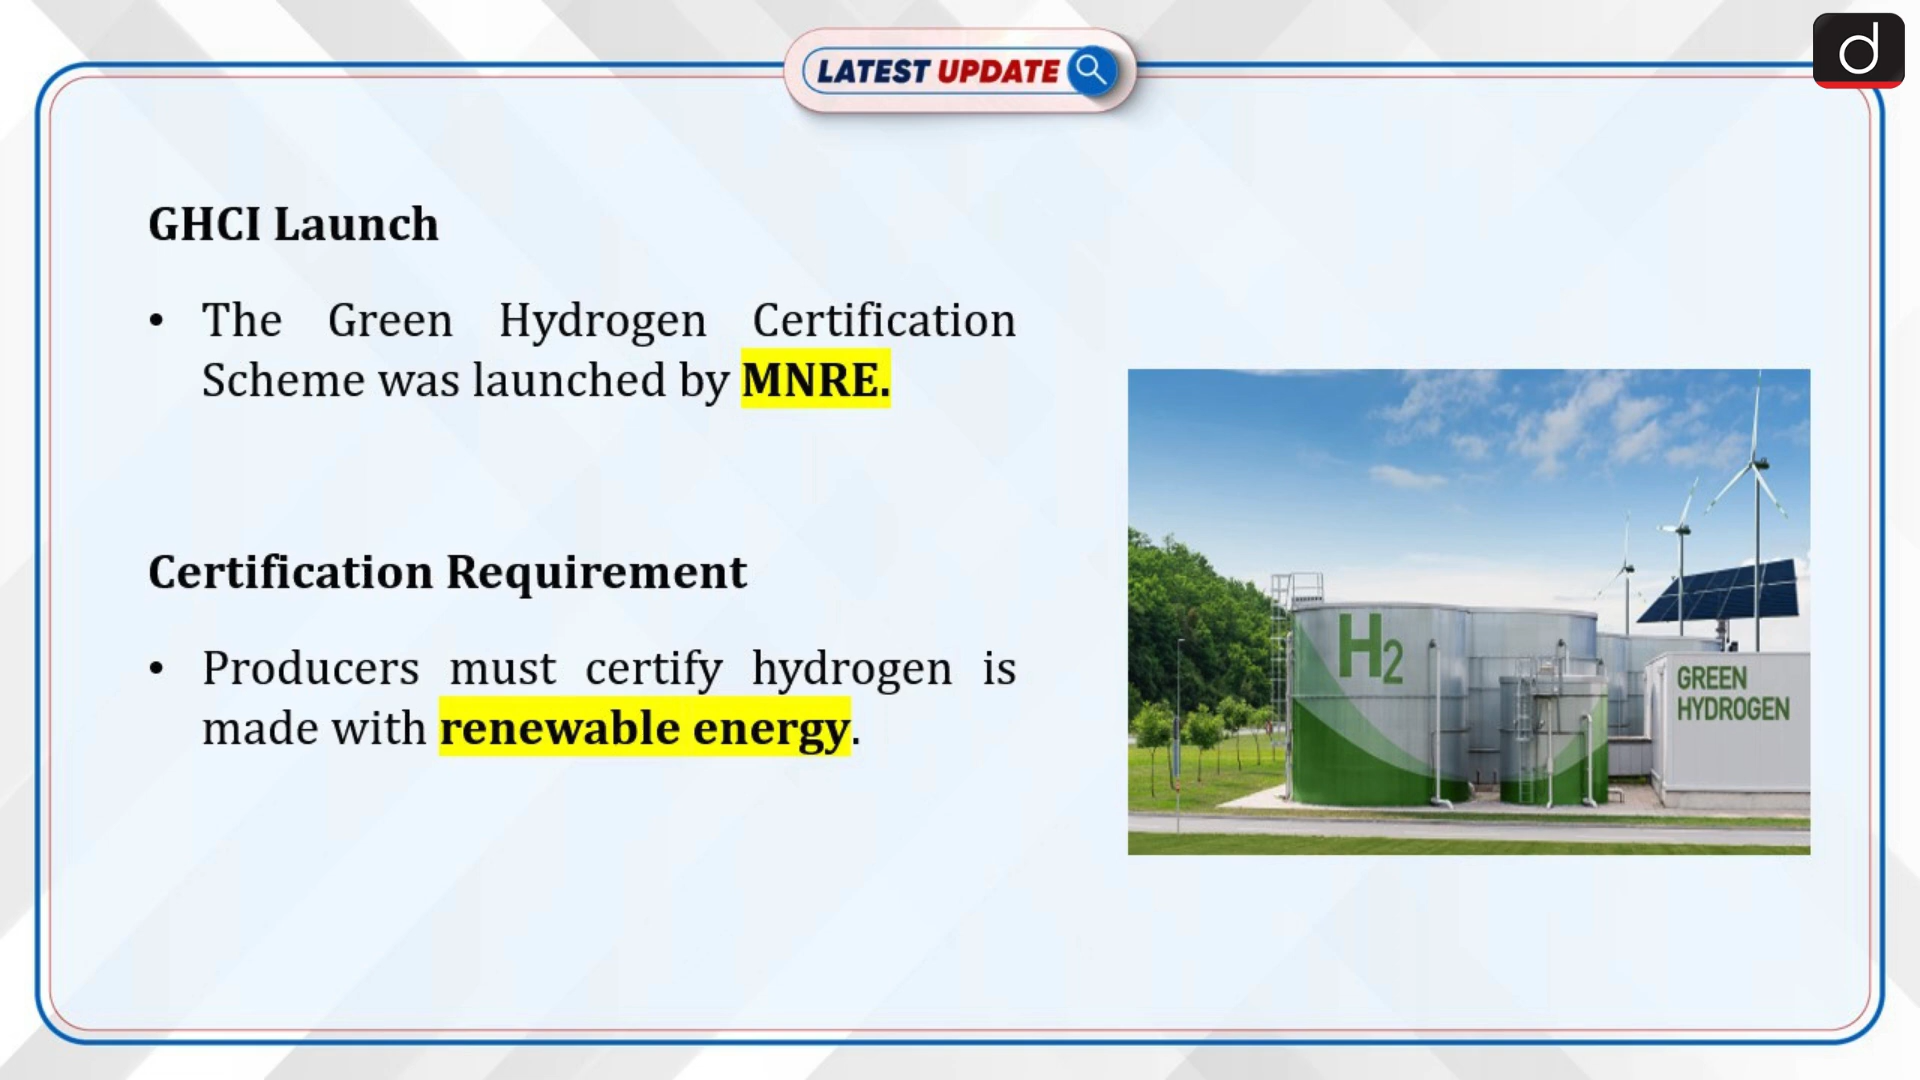 LATEST UPDATE
d
GHCI Launch
• The Green Hydrogen Certification
Scheme was launched by MNRE.
Certification Requirement
• Producers must certify hydrogen is
made with renewable energy.
H2
GREEN
HYDROGEN